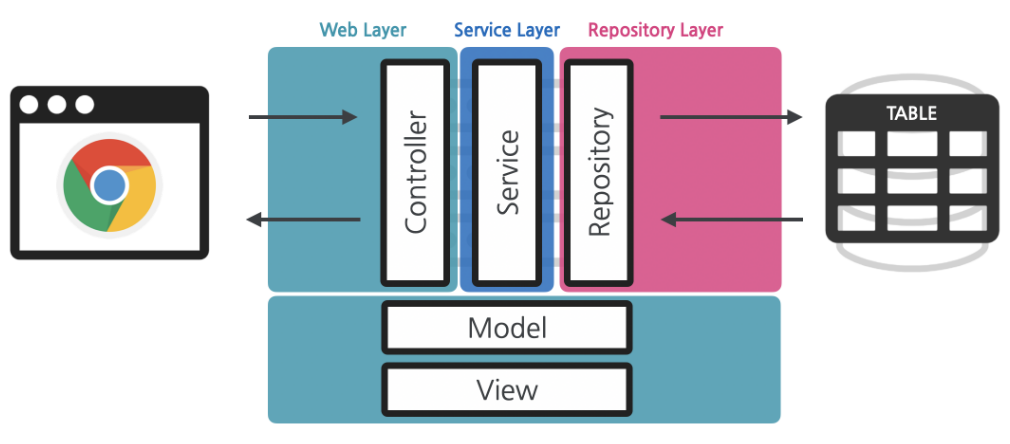 Web Layer
Service Layer
Repository Layer
Controller
Service
Repository
TABLE
Model
View